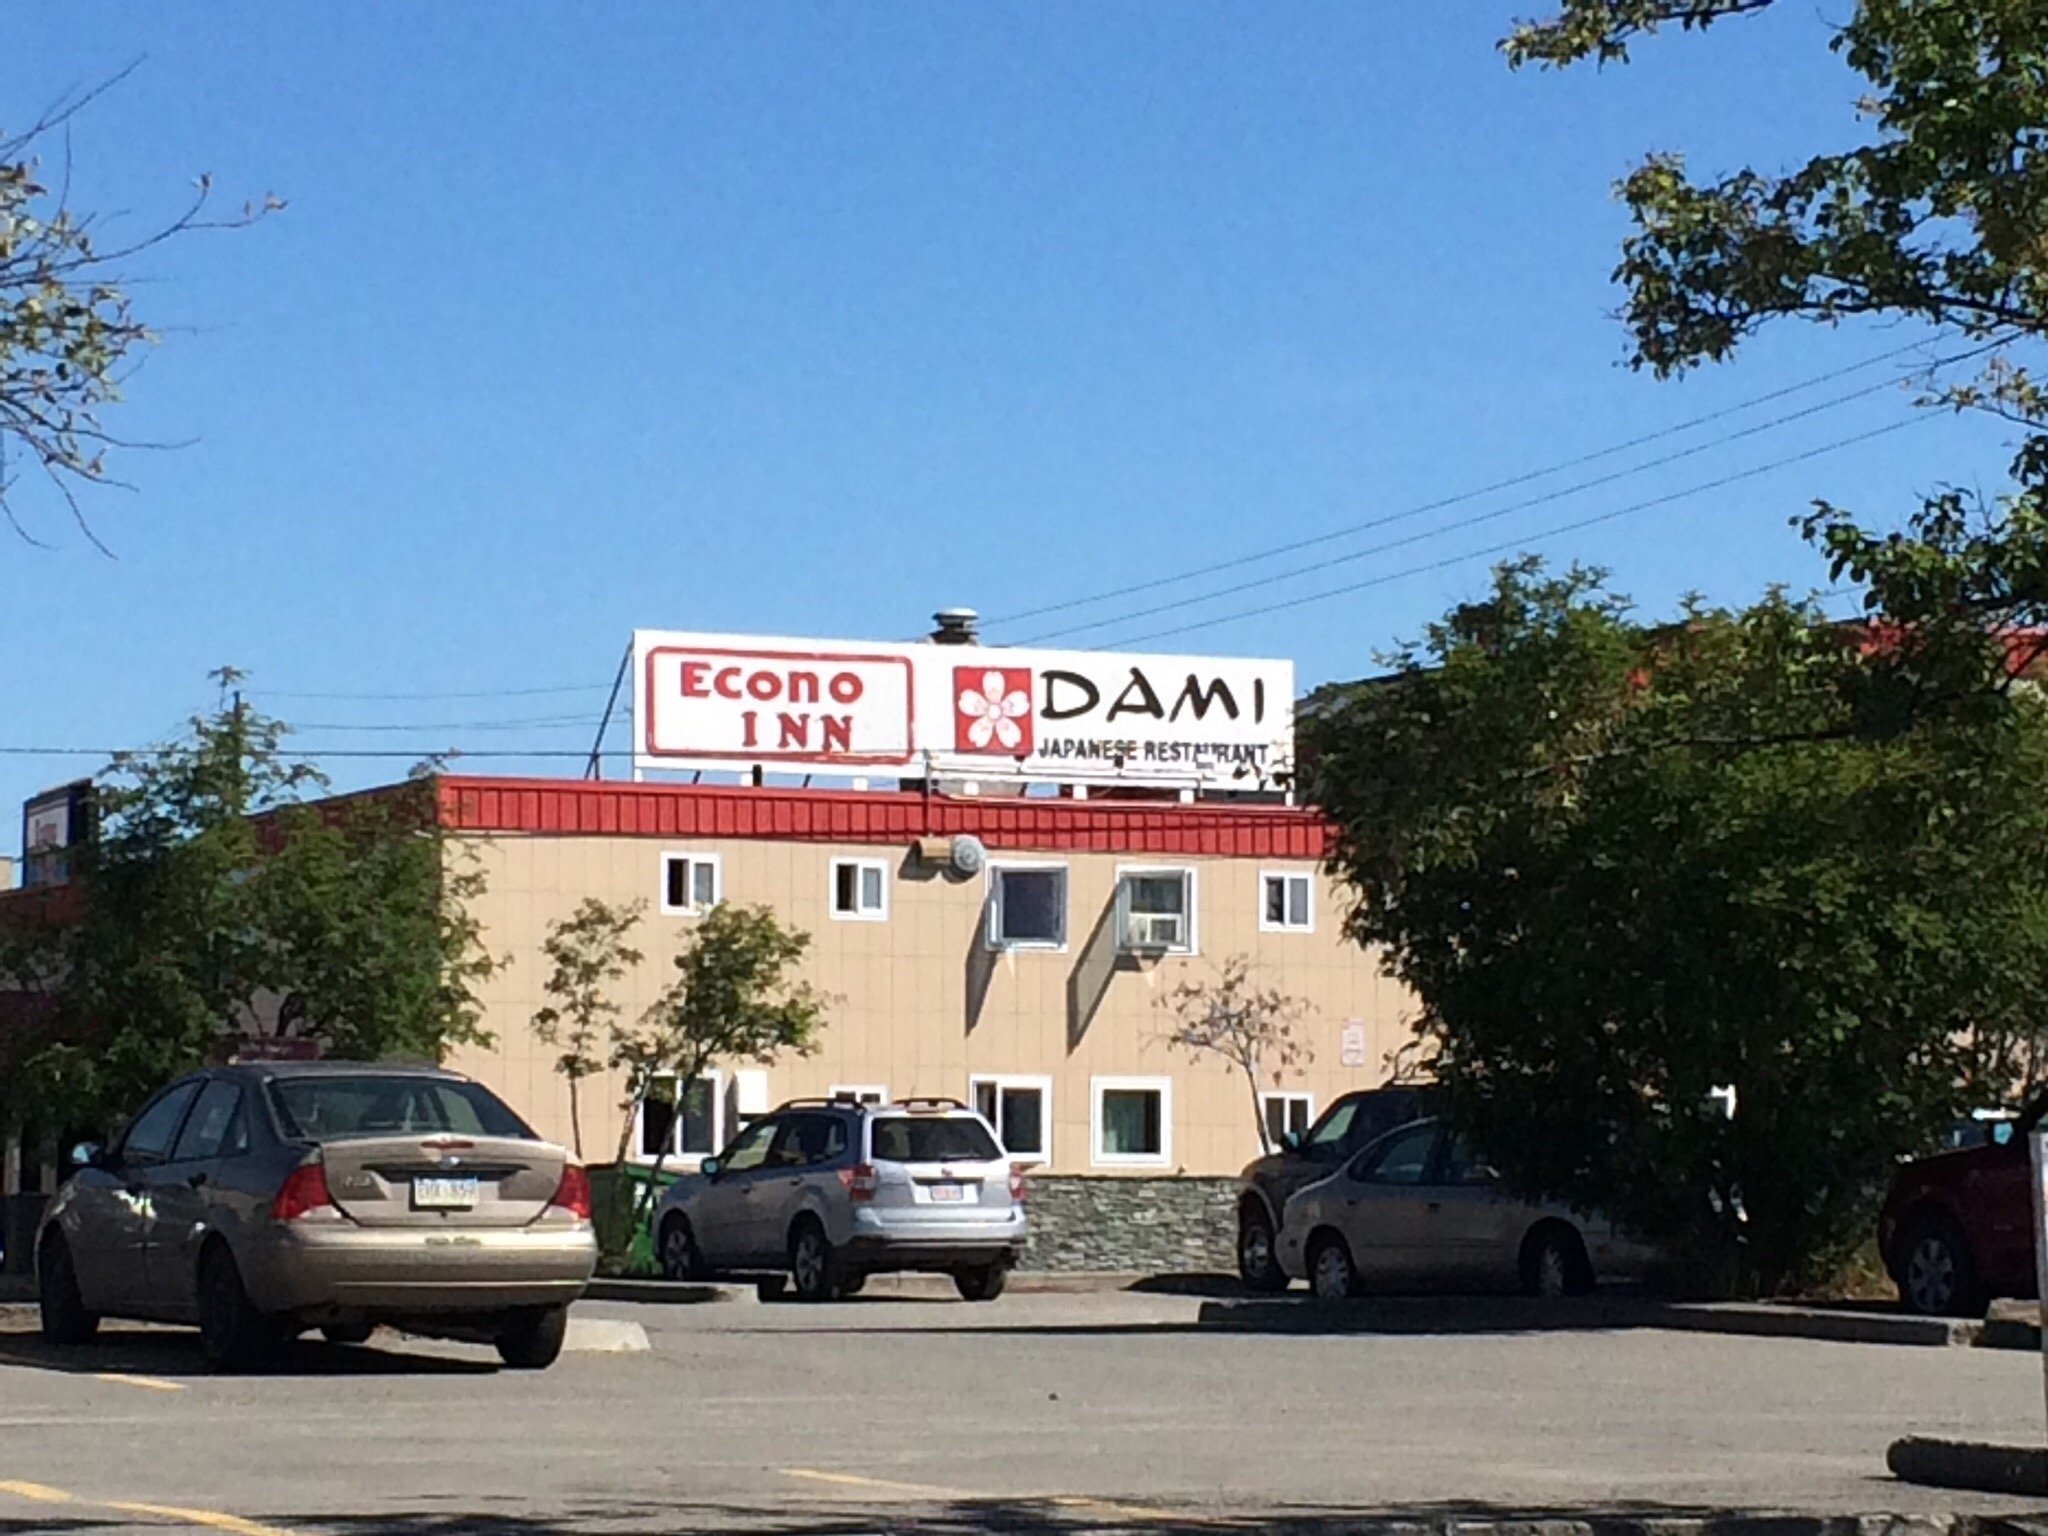 Econo
INN
DAMI
JAPANESE RESTAURANT